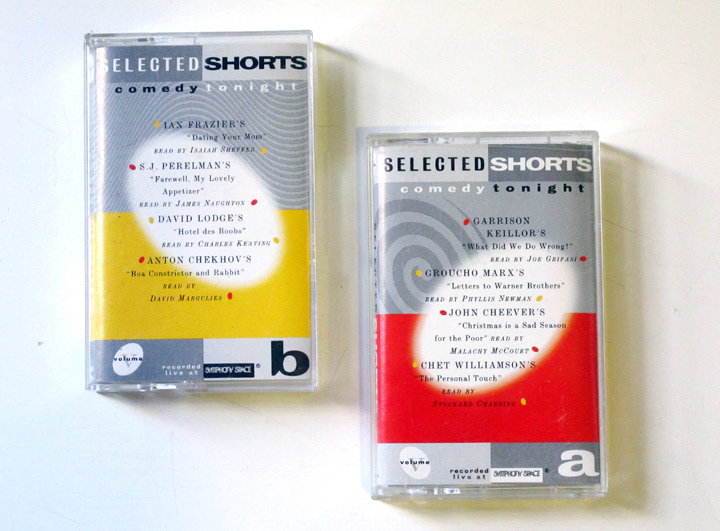 SELECTED SHORTS
comedy tonight
IAN FRAZIER'S
"Dating Your Mom"
READ BY ISAIAH SHEFFER
S.J. PERELMAN'S
"Farewell, My Lovely
Appetizer"
READ BY JAMES NAUGHTON
DAVID LODGE'S
"Hotel des Boobs"
READ BY CHARLES KEATING
ANTON CHEKHOV'S
"Boa Constrictor and Rabbit"
READ BY
DAVID MARGULIES
V
volume
recorded
live at SYMPHONY SPACE ®
b
SELECTED SHORTS
comedy tonight
GARRISON
KEILLOR'S
"What Did We Do Wrong?"
READ BY JOE GRIFASI
GROUCHO MARX'S
"Letters to Warner Brothers"
READ BY PHYLLIS NEWMAN
JOHN CHEEVER'S
"Christmas is a Sad Season
for the Poor" READ BY
MALACHY MCCOURT
CHET WILLIAMSON'S
"The Personal Touch"
READ BY
STOCKARD CHANNING
V
volume
recorded
live at SYMPHONY SPACE ®
a